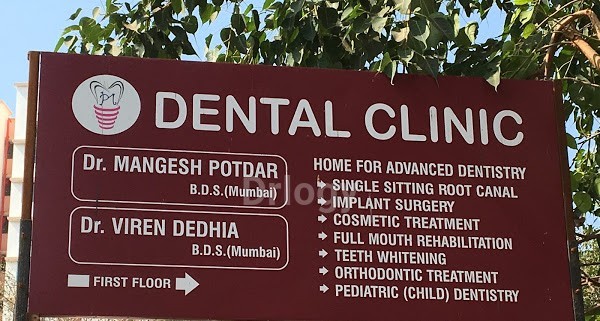 DENTAL CLINIC
Dr. MANGESH POTDAR
B.D.S.(Mumbai)
Dr. VIREN DEDHIA
B.D.S.(Mumbai)
FIRST FLOOR
HOME FOR ADVANCED DENTISTRY
SINGLE SITTING ROOT CANAL
IMPLANT SURGERY
COSMETIC TREATMENT
FULL MOUTH REHABILITATION
TEETH WHITENING
ORTHODONTIC TREATMENT
PEDIATRIC (CHILD) DENTISTRY
Drlogy